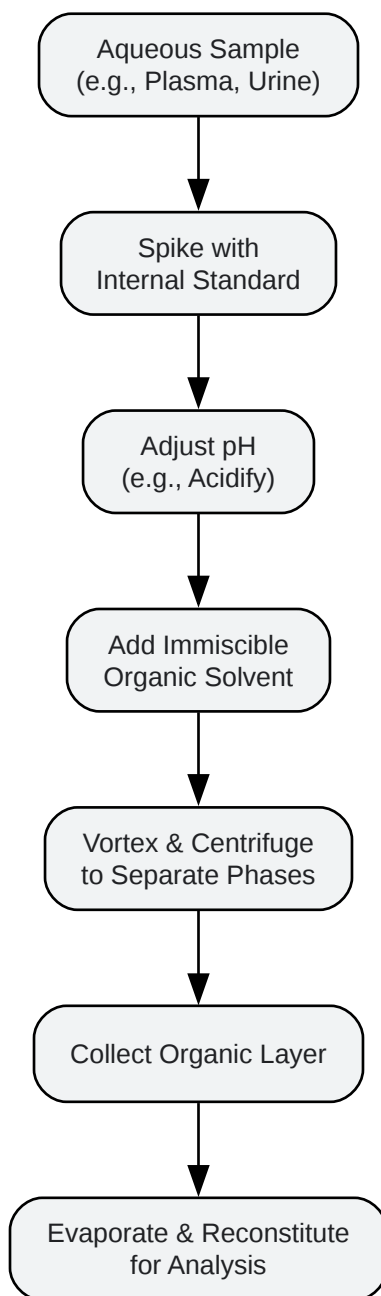 Aqueous Sample
(e.g., Plasma, Urine)
Spike with
Internal Standard
Adjust pH
(e.g., Acidify)
Add Immiscible
Organic Solvent
Vortex & Centrifuge
to Separate Phases
Collect Organic Layer
Evaporate & Reconstitute
for Analysis